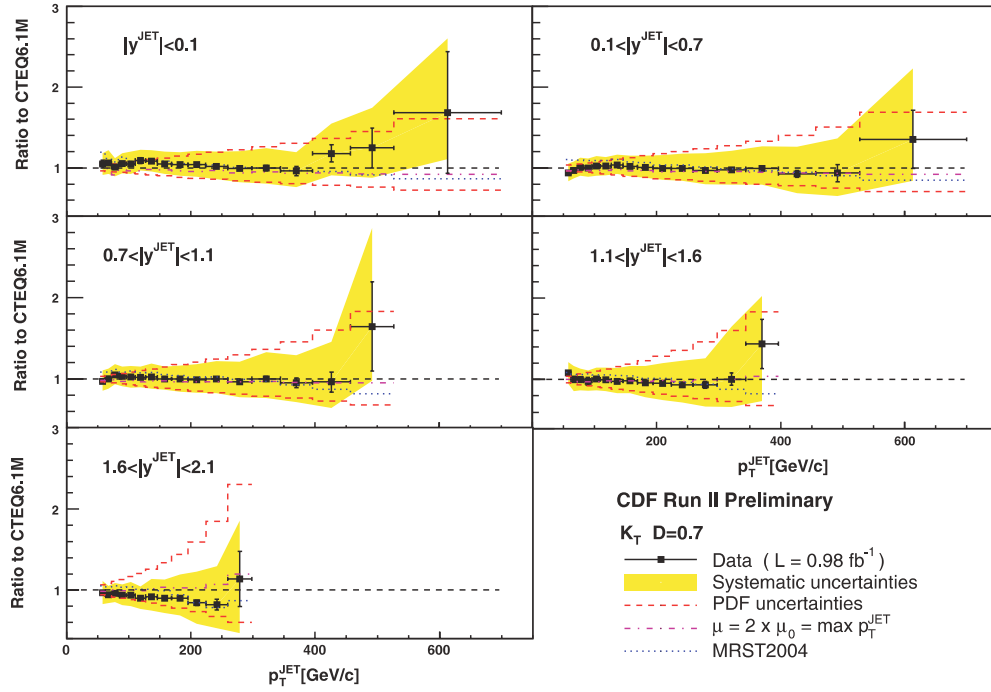 3
2
1
Ratio to CTEQ6.1M
|y^JET|<0.1
0.1<|y^JET|<0.7
3
2
1
Ratio to CTEQ6.1M
0.7<|y^JET|<1.1
1.1<|y^JET|<1.6
200 400 600
p_T^JET[GeV/c]
3
2
1
Ratio to CTEQ6.1M
1.6<|y^JET|<2.1
0 200 400 600
p_T^JET[GeV/c]
CDF Run II Preliminary
K_T D=0.7
Data ( L = 0.98 fb^-1)
Systematic uncertainties
PDF uncertainties
μ = 2 x μ_0 = max p_T^JET
MRST2004